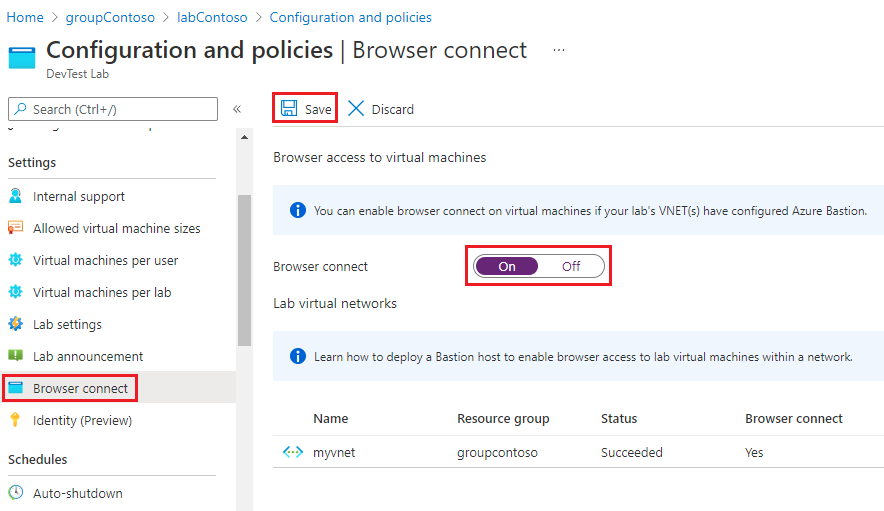 Home > groupContoso > labContoso > Configuration and policies
Configuration and policies | Browser connect ...
DevTest Lab
Search (Ctrl+/)
«
Save
Discard
Settings
Internal support
Allowed virtual machine sizes
Virtual machines per user
Virtual machines per lab
Lab settings
Lab announcement
Browser connect
Identity (Preview)
Schedules
Auto-shutdown
Browser access to virtual machines
You can enable browser connect on virtual machines if your lab's VNET(s) have configured Azure Bastion.
Browser connect On Off
Lab virtual networks
Learn how to deploy a Bastion host to enable browser access to lab virtual machines within a network.
Name Resource group Status Browser connect
myvnet groupcontoso Succeeded Yes